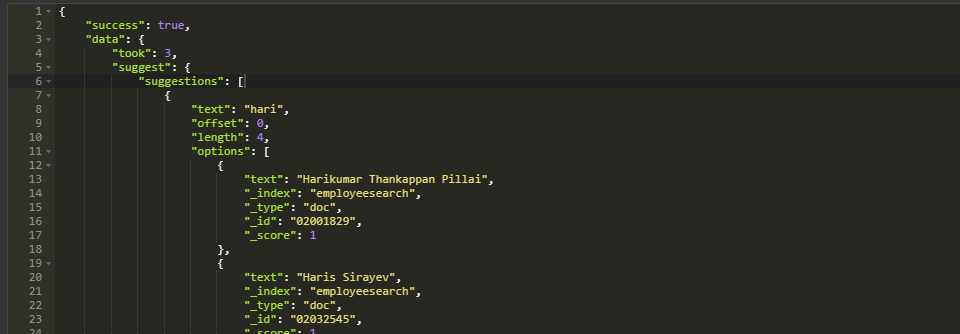 1 {
2 "success": true,
3 "data": {
4 "took": 3,
5 "suggest": {
6 "suggestions": [
7 {
8 "text": "hari",
9 "offset": 0,
10 "length": 4,
11 "options": [
12 {
13 "text": "Harikumar Thankappan Pillai",
14 "_index": "employeesearch",
15 "_type": "doc",
16 "_id": "02001829",
17 "_score": 1
18 },
19 {
20 "text": "Haris Sirayev",
21 "_index": "employeesearch",
22 "_type": "doc",
23 "_id": "02032545",
24 "_score": 1